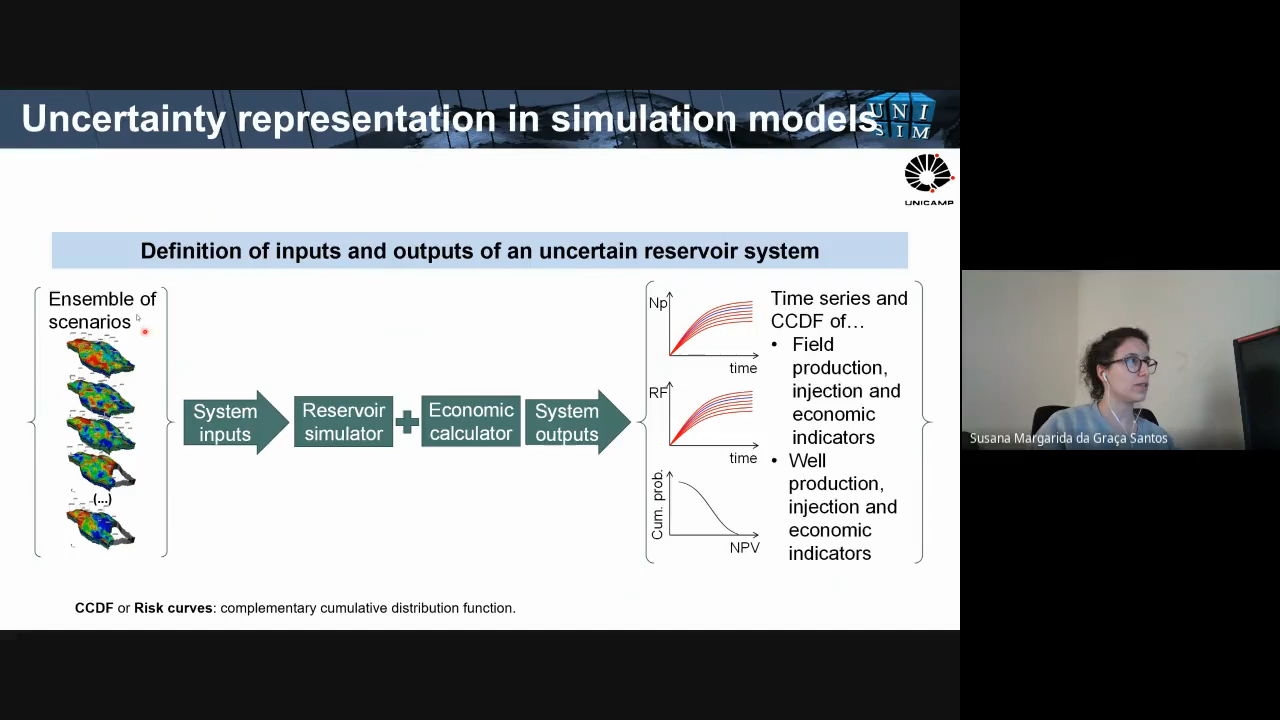 Uncertainty representation in simulation models
UNI
SIM
UNICAMP
Definition of inputs and outputs of an uncertain reservoir system
Ensemble of
scenarios
(...)
System
inputs
Reservoir
simulator
Economic
calculator
System
outputs
Np
time
RF
time
Cum. prob.
NPV
Time series and
CCDF of…
• Field
production,
injection and
economic
indicators
• Well
production,
injection and
economic
indicators
CCDF or Risk curves: complementary cumulative distribution function.
Susana Margarida da Graça Santos